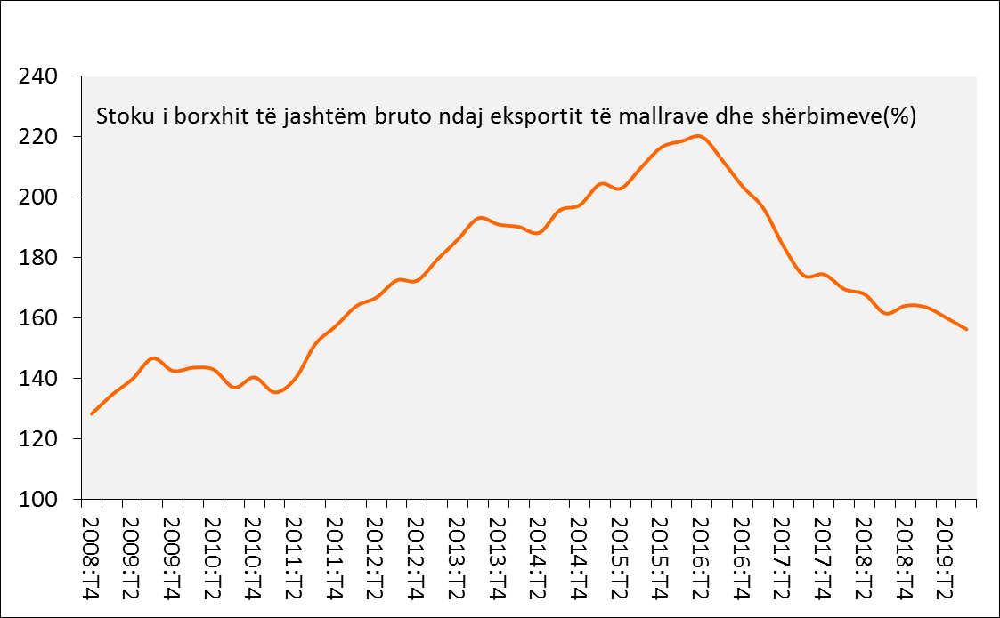 Stoku i borxhit të jashtëm bruto ndaj eksportit të mallrave dhe shërbimeve(%)
240
220
200
180
160
140
120
100
2008:T4
2009:T2
2009:T4
2010:T2
2010:T4
2011:T2
2011:T4
2012:T2
2012:T4
2013:T2
2013:T4
2014:T2
2014:T4
2015:T2
2015:T4
2016:T2
2016:T4
2017:T2
2017:T4
2018:T2
2018:T4
2019:T2